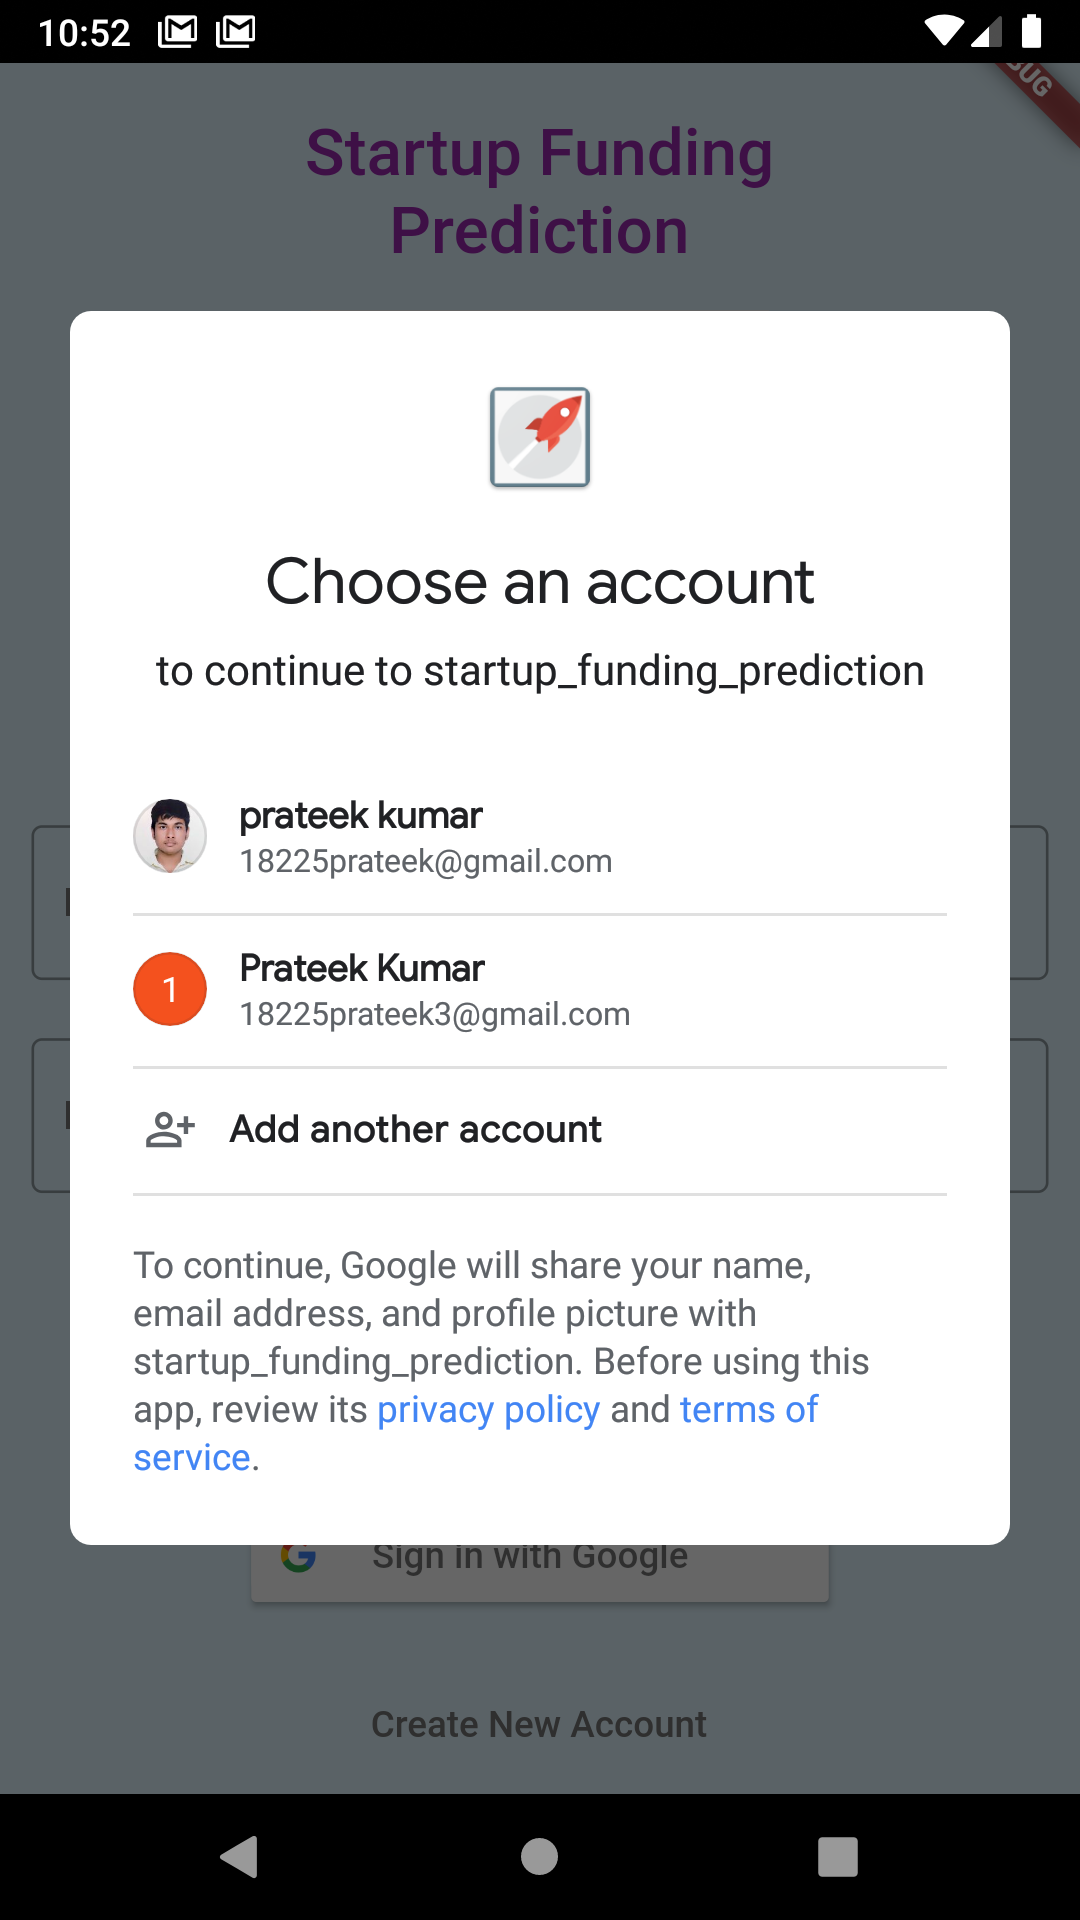 10:52
Startup Funding
Prediction
Choose an account
to continue to startup_funding_prediction
prateek kumar
18225prateek@gmail.com
1
Prateek Kumar
18225prateek3@gmail.com
Add another account
To continue, Google will share your name,
email address, and profile picture with
startup_funding_prediction. Before using this
app, review its privacy policy and terms of
service.
Sign in with Google
Create New Account